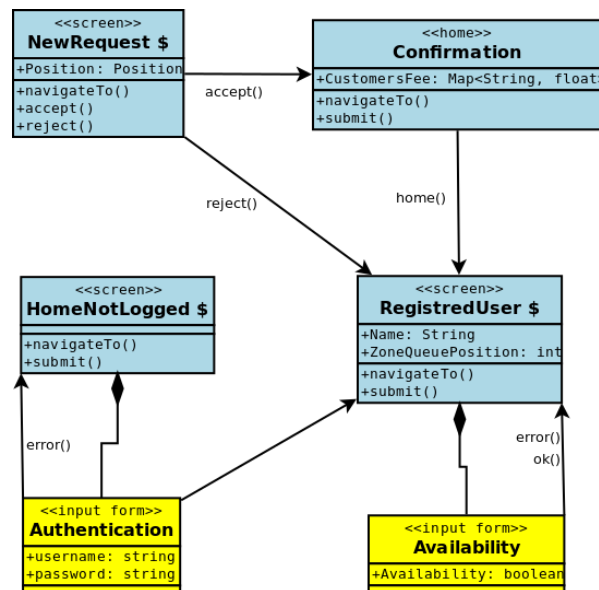 <<screen>>
NewRequest $
+Position: Position
+navigateTo()
+accept()
+reject()
accept()
<<home>>
Confirmation
+CustomersFee: Map<String, float>
+navigateTo()
+submit()
reject()
home()
<<screen>>
HomeNotLogged $
+navigateTo()
+submit()
<<screen>>
RegistredUser $
+Name: String
+ZoneQueuePosition: int
+navigateTo()
+submit()
error()
error()
ok()
<<input form>>
Authentication
+username: string
+password: string
<<input form>>
Availability
+Availability: boolean